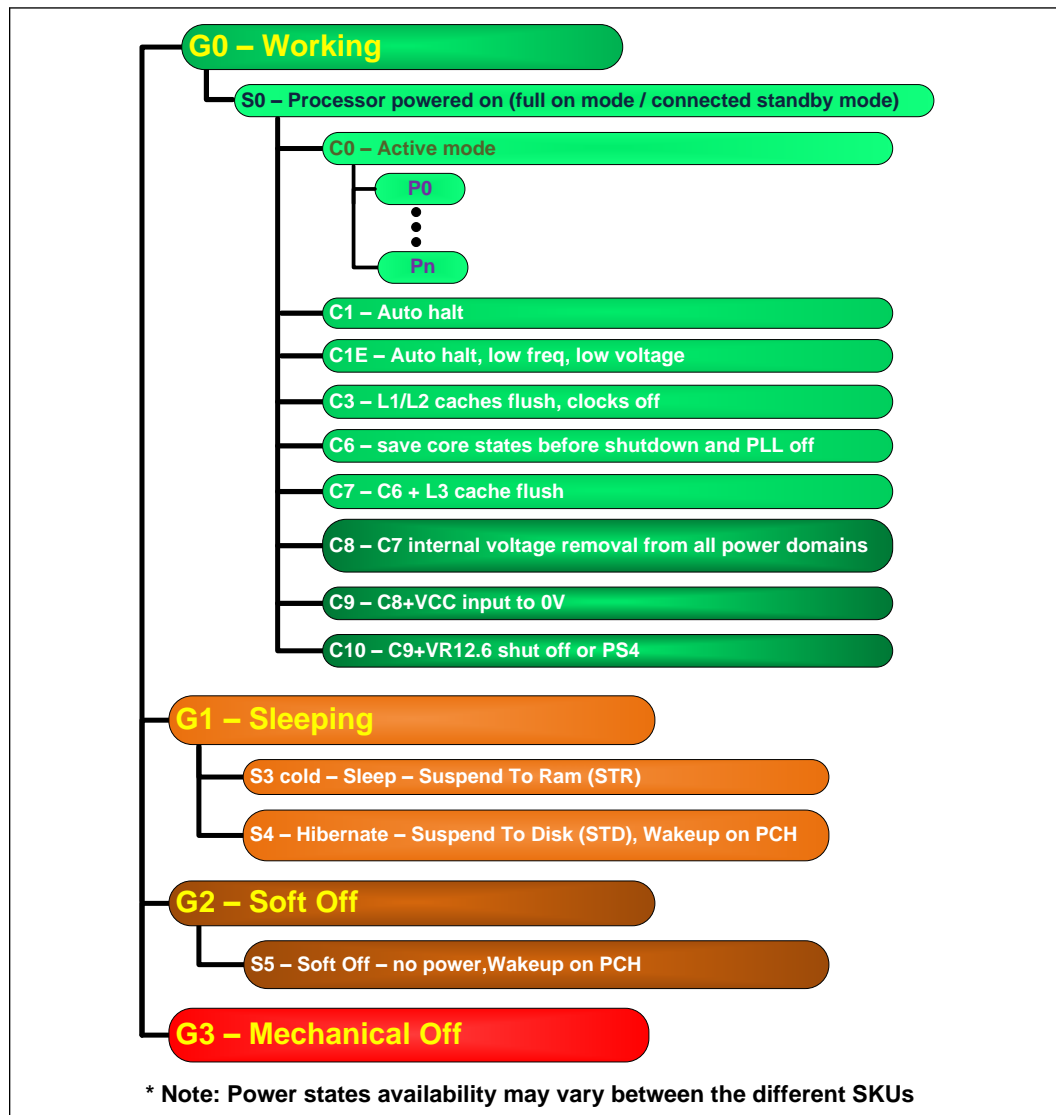 G0 – Working
S0 – Processor powered on (full on mode / connected standby mode)
C0 – Active mode
P0
Pn
C1 – Auto halt
C1E – Auto halt, low freq, low voltage
C3 – L1/L2 caches flush, clocks off
C6 – save core states before shutdown and PLL off
C7 – C6 + L3 cache flush
C8 – C7 internal voltage removal from all power domains
C9 – C8+VCC input to 0V
C10 – C9+VR12.6 shut off or PS4
G1 – Sleeping
S3 cold – Sleep – Suspend To Ram (STR)
S4 – Hibernate – Suspend To Disk (STD), Wakeup on PCH
G2 – Soft Off
S5 – Soft Off – no power,Wakeup on PCH
G3 – Mechanical Off
* Note: Power states availability may vary between the different SKUs